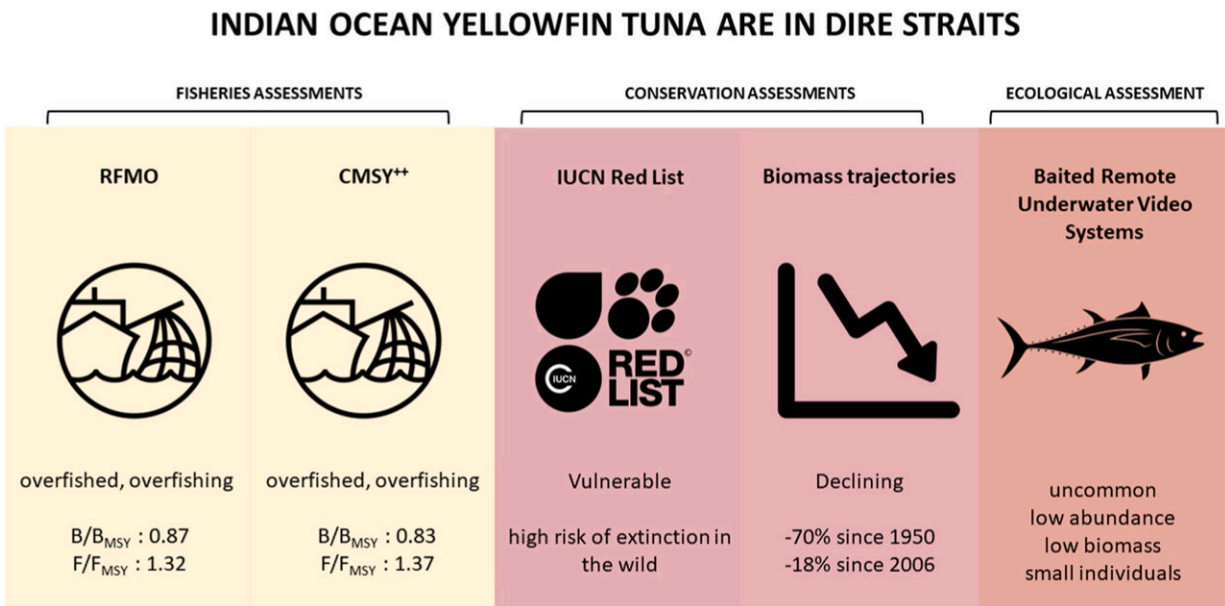 INDIAN OCEAN YELLOWFIN TUNA ARE IN DIRE STRAITS
FISHERIES ASSESSMENTS
CONSERVATION ASSESSMENTS
ECOLOGICAL ASSESSMENT
RFMO
overfished, overfishing
B/BMSY : 0.87
F/FMSY : 1.32
CMSY++
overfished, overfishing
B/BMSY : 0.83
F/FMSY : 1.37
IUCN Red List
IUCN
RED©
LIST
Vulnerable
high risk of extinction in
the wild
Biomass trajectories
Declining
-70% since 1950
-18% since 2006
Baited Remote
Underwater Video
Systems
uncommon
low abundance
low biomass
small individuals